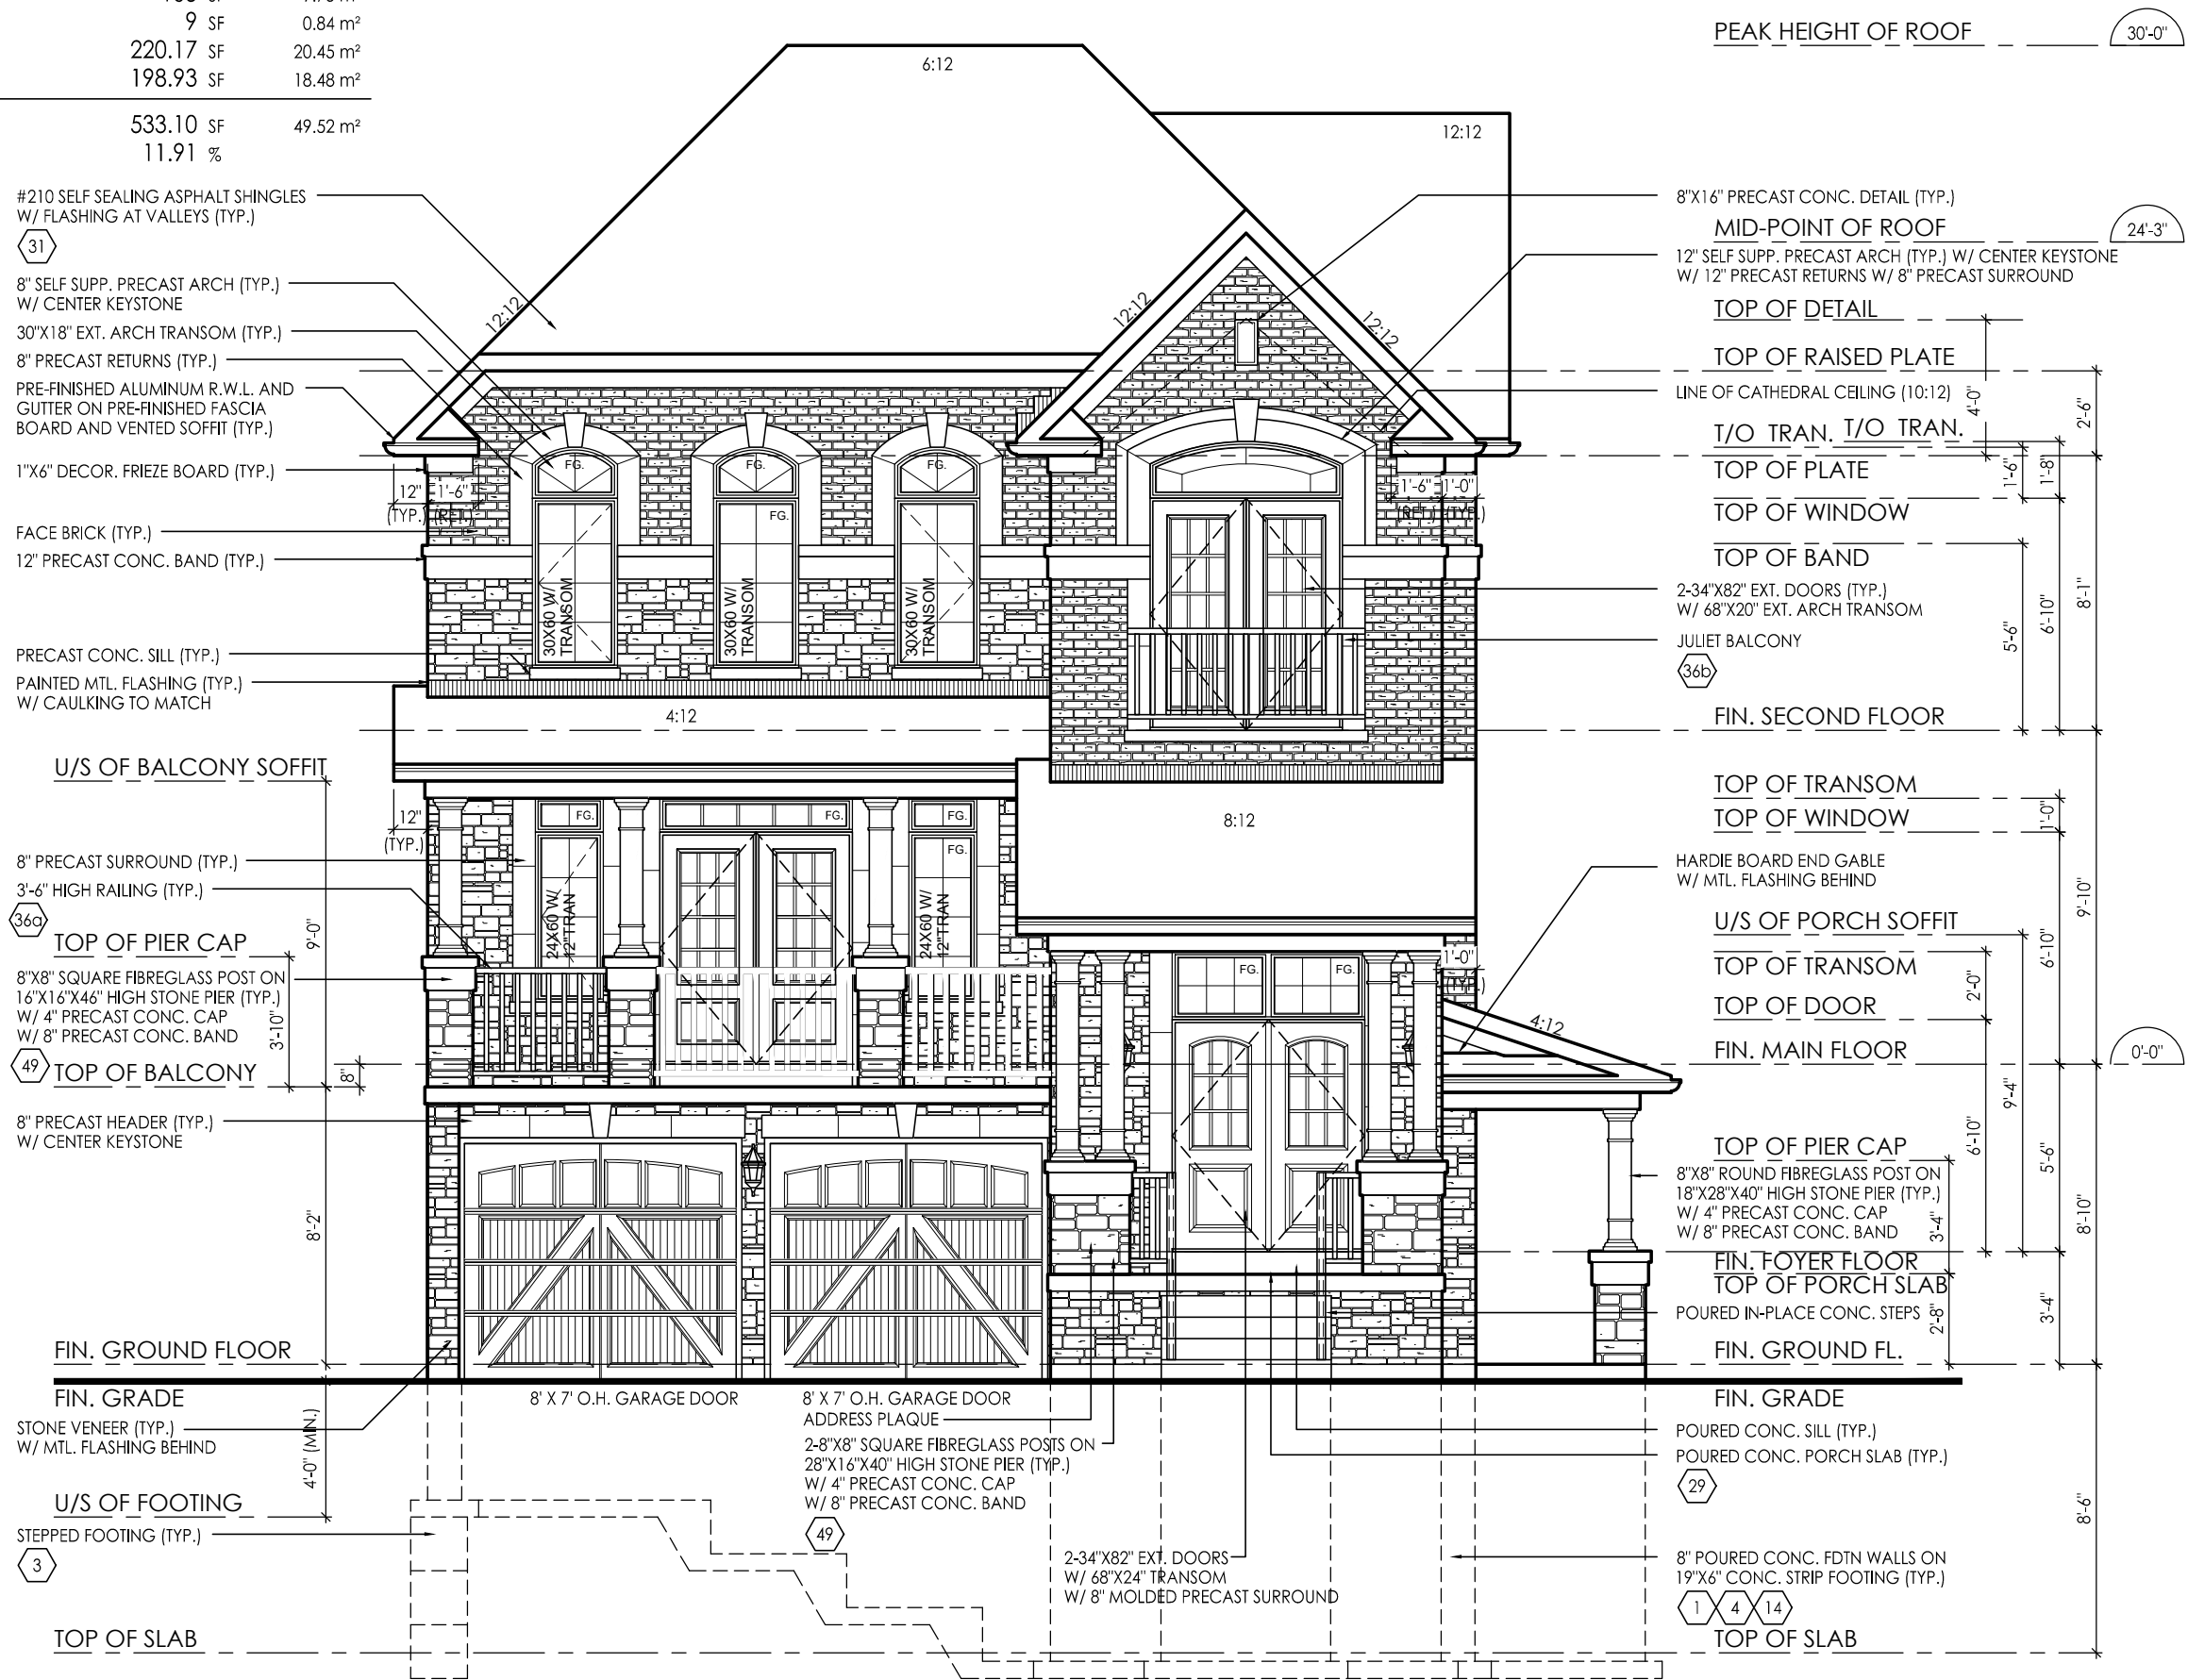 9 SF 0.84 m²
220.17 SF 20.45 m²
198.93 SF 18.48 m²
533.10 SF 49.52 m²
11.91 %
#210 SELF SEALING ASPHALT SHINGLES
W/ FLASHING AT VALLEYS (TYP.)
31
8" SELF SUPP. PRECAST ARCH (TYP.)
W/ CENTER KEYSTONE
30"X18" EXT. ARCH TRANSOM (TYP.)
8" PRECAST RETURNS (TYP.)
PRE-FINISHED ALUMINUM R.W.L. AND
GUTTER ON PRE-FINISHED FASCIA
BOARD AND VENTED SOFFIT (TYP.)
1"X6" DECOR. FRIEZE BOARD (TYP.)
FACE BRICK (TYP.)
12" PRECAST CONC. BAND (TYP.)
PRECAST CONC. SILL (TYP.)
PAINTED MTL. FLASHING (TYP.)
W/ CAULKING TO MATCH
U/S OF BALCONY SOFFIT
8" PRECAST SURROUND (TYP.)
3'-6" HIGH RAILING (TYP.)
36a
TOP OF PIER CAP
8"X8" SQUARE FIBREGLASS POST ON
16"X16"X46" HIGH STONE PIER (TYP.)
W/ 4" PRECAST CONC. CAP
W/ 8" PRECAST CONC. BAND
49
TOP OF BALCONY
8" PRECAST HEADER (TYP.)
W/ CENTER KEYSTONE
FIN. GROUND FLOOR
FIN. GRADE
STONE VENEER (TYP.)
W/ MTL. FLASHING BEHIND
U/S OF FOOTING
STEPPED FOOTING (TYP.)
3
TOP OF SLAB
9'-0"
3'-10"
8"
8'-2"
4'-0" (MIN.)
6:12
12:12
12:12
12:12
12:12
FG.
FG.
FG.
FG.
12"
(TYP.)
1'-6"
(RET.)
1'-6"
(RET.)
1'-0"
(TYP.)
30X60 W/
TRANSOM
30X60 W/
TRANSOM
30X60 W/
TRANSOM
4:12
12"
(TYP.)
FG.
FG.
FG.
FG.
24X60 W/
12"TRAN
24X60 W/
12"TRAN
8:12
FG.
FG.
1'-0"
(TYP.)
4:12
8' X 7' O.H. GARAGE DOOR
8' X 7' O.H. GARAGE DOOR
ADDRESS PLAQUE
2-8"X8" SQUARE FIBREGLASS POSTS ON
28"X16"X40" HIGH STONE PIER (TYP.)
W/ 4" PRECAST CONC. CAP
W/ 8" PRECAST CONC. BAND
49
2-34"X82" EXT. DOORS
W/ 68"X24" TRANSOM
W/ 8" MOLDED PRECAST SURROUND
PEAK HEIGHT OF ROOF
30'-0"
8"X16" PRECAST CONC. DETAIL (TYP.)
MID-POINT OF ROOF
24'-3"
12" SELF SUPP. PRECAST ARCH (TYP.) W/ CENTER KEYSTONE
W/ 12" PRECAST RETURNS W/ 8" PRECAST SURROUND
TOP OF DETAIL
TOP OF RAISED PLATE
LINE OF CATHEDRAL CEILING (10:12)
T/O TRAN. T/O TRAN.
TOP OF PLATE
TOP OF WINDOW
TOP OF BAND
2-34"X82" EXT. DOORS (TYP.)
W/ 68"X20" EXT. ARCH TRANSOM
JULIET BALCONY
36b
FIN. SECOND FLOOR
TOP OF TRANSOM
TOP OF WINDOW
HARDIE BOARD END GABLE
W/ MTL. FLASHING BEHIND
U/S OF PORCH SOFFIT
TOP OF TRANSOM
TOP OF DOOR
FIN. MAIN FLOOR
0'-0"
TOP OF PIER CAP
8"X8" ROUND FIBREGLASS POST ON
18"X28"X40" HIGH STONE PIER (TYP.)
W/ 4" PRECAST CONC. CAP
W/ 8" PRECAST CONC. BAND
FIN. FOYER FLOOR
TOP OF PORCH SLAB
POURED IN-PLACE CONC. STEPS
FIN. GROUND FL.
FIN. GRADE
POURED CONC. SILL (TYP.)
POURED CONC. PORCH SLAB (TYP.)
29
8" POURED CONC. FDTN WALLS ON
19"X6" CONC. STRIP FOOTING (TYP.)
1 4 14
TOP OF SLAB
4'-0"
2'-6"
1'-6"
1'-8"
5'-6"
6'-10"
8'-1"
1'-0"
9'-10"
6'-10"
2'-0"
9'-4"
6'-10"
5'-6"
3'-4"
8'-10"
2'-8"
3'-4"
8'-6"